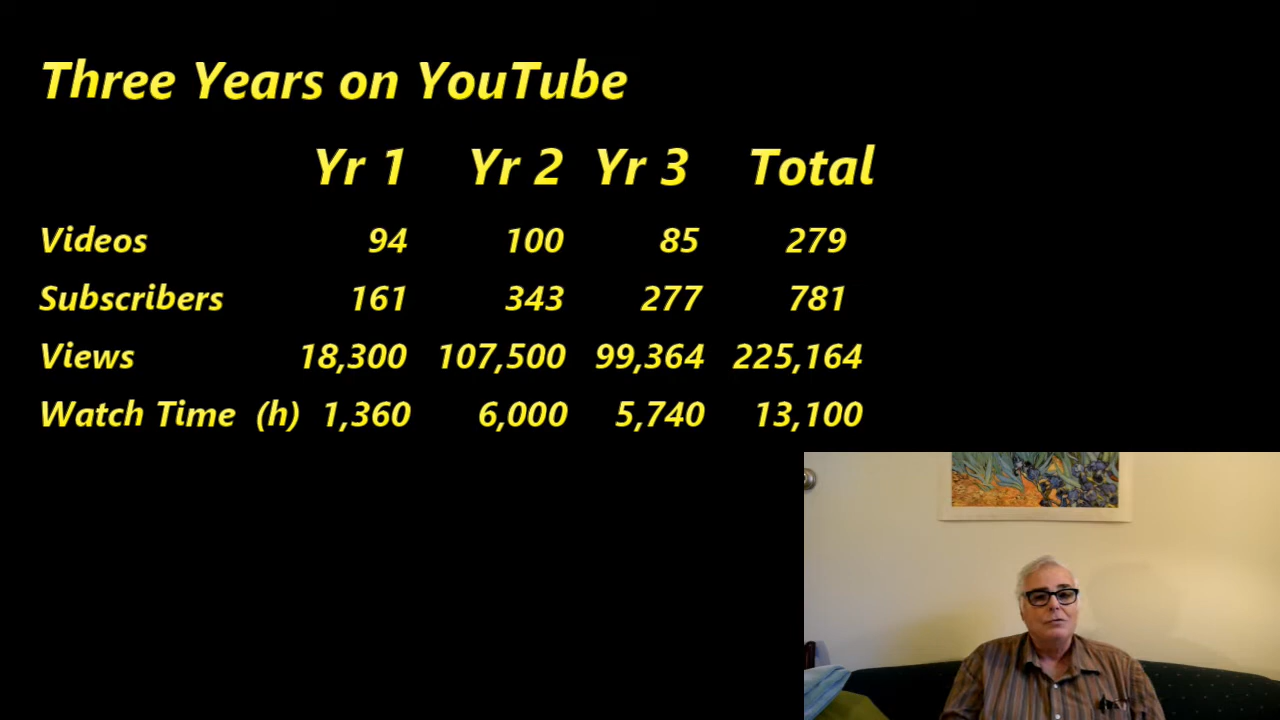 Three Years on YouTube
Yr 1 Yr 2 Yr 3 Total
Videos 94 100 85 279
Subscribers 161 343 277 781
Views 18,300 107,500 99,364 225,164
Watch Time (h) 1,360 6,000 5,740 13,100